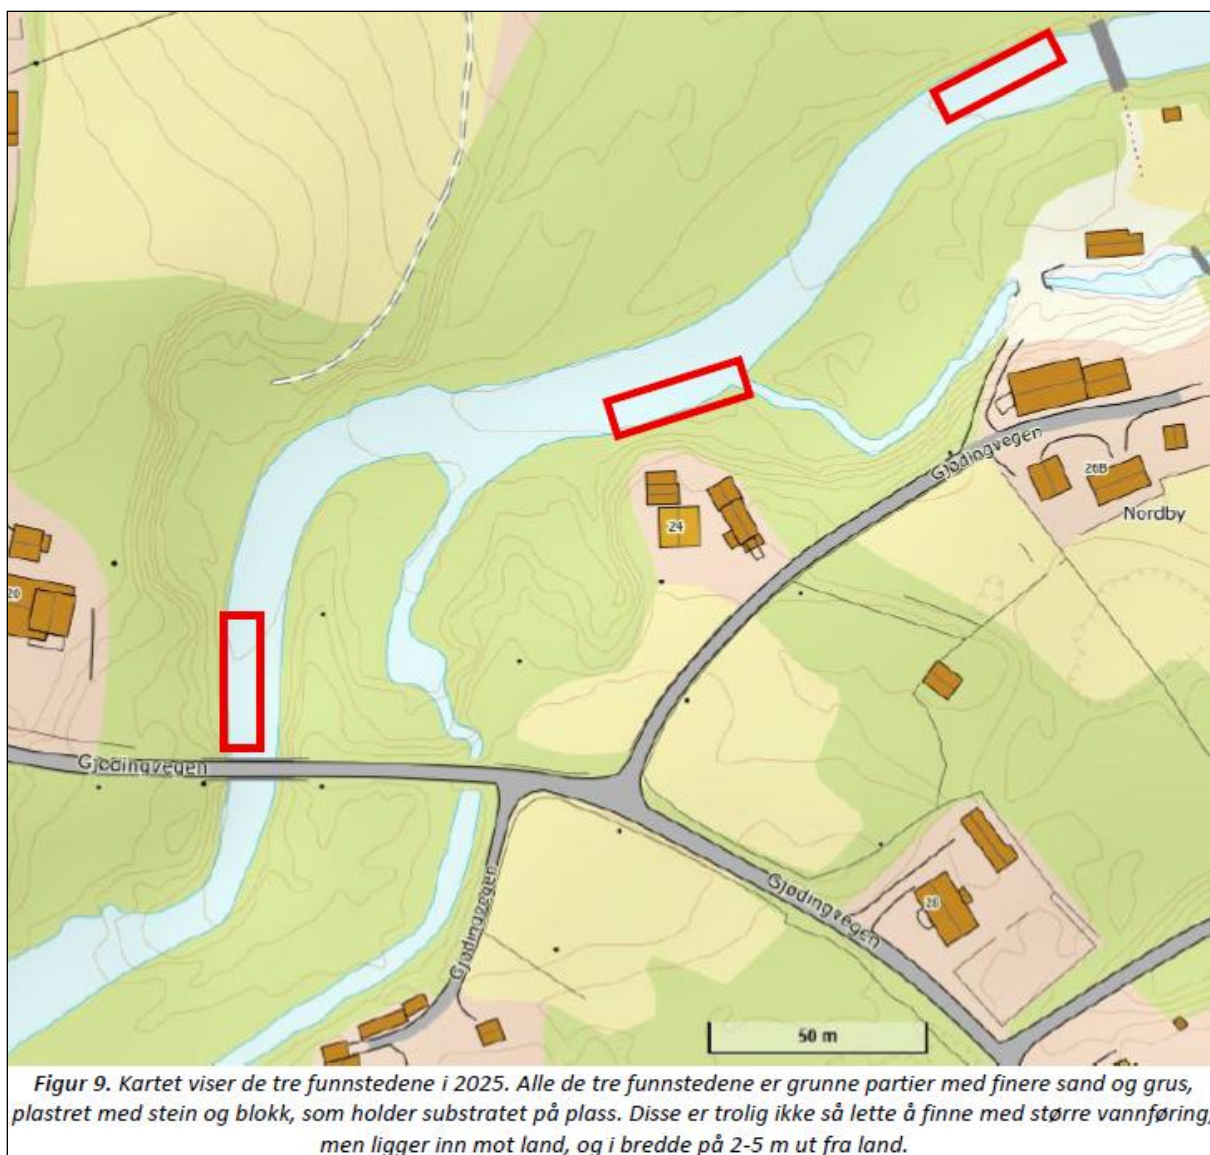 24
Gjødingvegen
26B
Nordby
20
Gjødingvegen
Gjødingvegen
Gjødingvegen
28
50 m
Figur 9. Kartet viser de tre funnstedene i 2025. Alle de tre funnstedene er grunne partier med finere sand og grus,
plastret med stein og blokk, som holder substratet på plass. Disse er trolig ikke så lette å finne med større vannføring,
men ligger inn mot land, og i bredde på 2-5 m ut fra land.